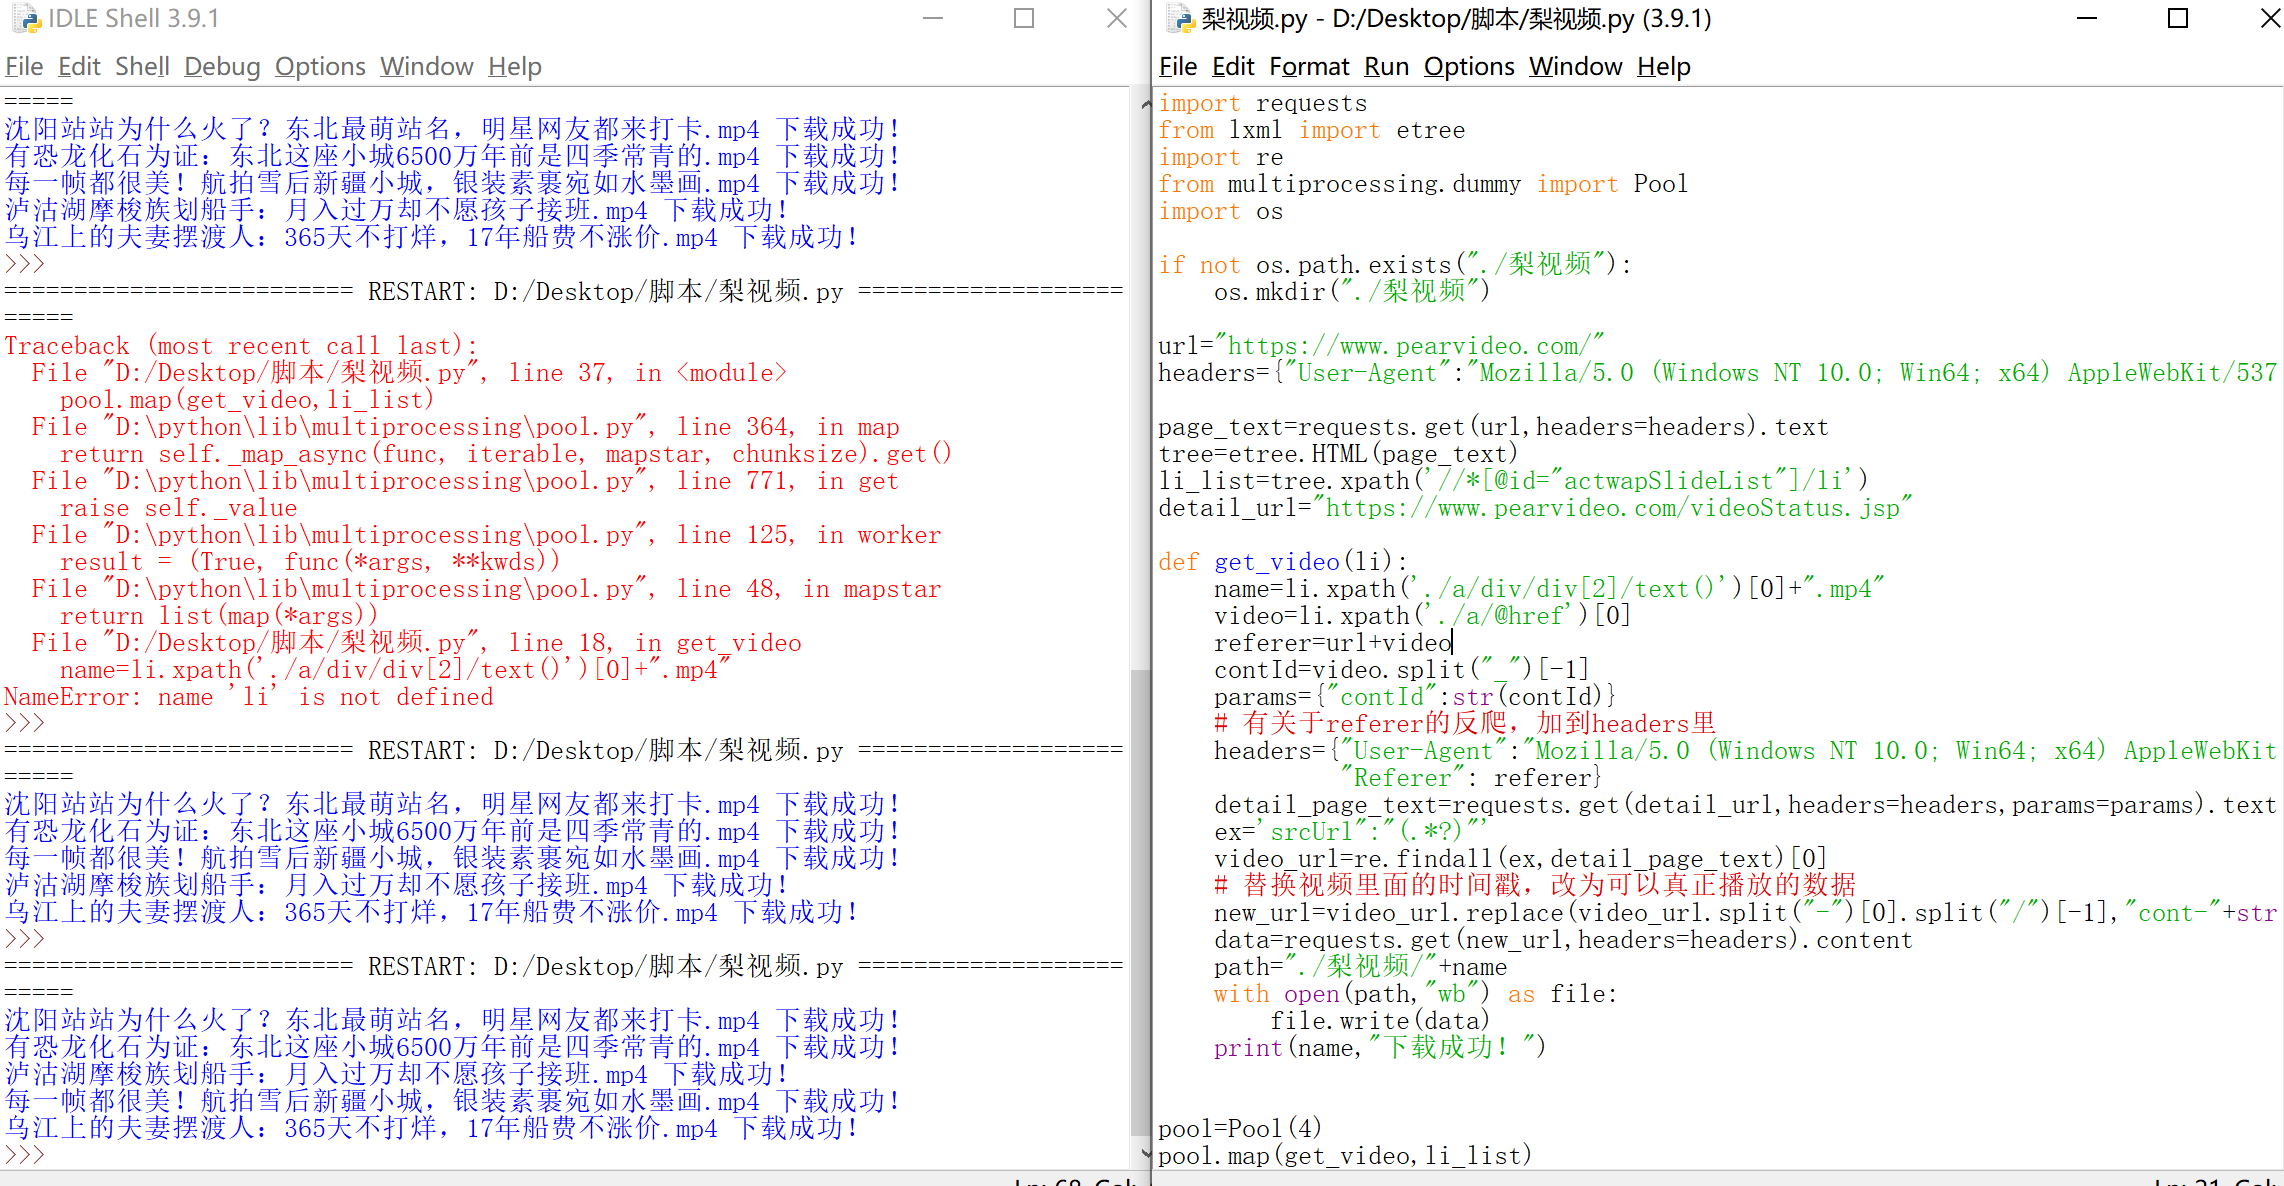 IDLE Shell 3.9.1
File Edit Shell Debug Options Window Help
=====
沈阳站站为什么火了？东北最萌站名，明星网友都来打卡.mp4 下载成功！
有恐龙化石为证：东北这座小城6500万年前是四季常青的.mp4 下载成功！
每一帧都很美！航拍雪后新疆小城，银装素裹宛如水墨画.mp4 下载成功！
泸沽湖摩梭族划船手：月入过万却不愿孩子接班.mp4 下载成功！
乌江上的夫妻摆渡人：365天不打烊，17年船费不涨价.mp4 下载成功！
>>>
========================= RESTART: D:/Desktop/脚本/梨视频.py ===================
=====
Traceback (most recent call last):
  File "D:/Desktop/脚本/梨视频.py", line 37, in <module>
    pool.map(get_video,li_list)
  File "D:\python\lib\multiprocessing\pool.py", line 364, in map
    return self._map_async(func, iterable, mapstar, chunksize).get()
  File "D:\python\lib\multiprocessing\pool.py", line 771, in get
    raise self._value
  File "D:\python\lib\multiprocessing\pool.py", line 125, in worker
    result = (True, func(*args, **kwds))
  File "D:\python\lib\multiprocessing\pool.py", line 48, in mapstar
    return list(map(*args))
  File "D:/Desktop/脚本/梨视频.py", line 18, in get_video
    name=li.xpath('./a/div/div[2]/text()')[0]+".mp4"
NameError: name 'li' is not defined
>>>
========================= RESTART: D:/Desktop/脚本/梨视频.py ===================
=====
沈阳站站为什么火了？东北最萌站名，明星网友都来打卡.mp4 下载成功！
有恐龙化石为证：东北这座小城6500万年前是四季常青的.mp4 下载成功！
每一帧都很美！航拍雪后新疆小城，银装素裹宛如水墨画.mp4 下载成功！
泸沽湖摩梭族划船手：月入过万却不愿孩子接班.mp4 下载成功！
乌江上的夫妻摆渡人：365天不打烊，17年船费不涨价.mp4 下载成功！
>>>
========================= RESTART: D:/Desktop/脚本/梨视频.py ===================
=====
沈阳站站为什么火了？东北最萌站名，明星网友都来打卡.mp4 下载成功！
有恐龙化石为证：东北这座小城6500万年前是四季常青的.mp4 下载成功！
泸沽湖摩梭族划船手：月入过万却不愿孩子接班.mp4 下载成功！
每一帧都很美！航拍雪后新疆小城，银装素裹宛如水墨画.mp4 下载成功！
乌江上的夫妻摆渡人：365天不打烊，17年船费不涨价.mp4 下载成功！
>>>
梨视频.py - D:/Desktop/脚本/梨视频.py (3.9.1)
File Edit Format Run Options Window Help
import requests
from lxml import etree
import re
from multiprocessing.dummy import Pool
import os
if not os.path.exists("./梨视频"):
    os.mkdir("./梨视频")
url="https://www.pearvideo.com/"
headers={"User-Agent":"Mozilla/5.0 (Windows NT 10.0; Win64; x64) AppleWebKit/537
page_text=requests.get(url,headers=headers).text
tree=etree.HTML(page_text)
li_list=tree.xpath('//*[@id="actwapSlideList"]/li')
detail_url="https://www.pearvideo.com/videoStatus.jsp"
def get_video(li):
    name=li.xpath('./a/div/div[2]/text()')[0]+".mp4"
    video=li.xpath('./a/@href')[0]
    referer=url+video
    contId=video.split("_")[-1]
    params={"contId":str(contId)}
    # 有关于referer的反爬，加到headers里
    headers={"User-Agent":"Mozilla/5.0 (Windows NT 10.0; Win64; x64) AppleWebKit
             "Referer": referer}
    detail_page_text=requests.get(detail_url,headers=headers,params=params).text
    ex='srcUrl":"(.*?)"'
    video_url=re.findall(ex,detail_page_text)[0]
    # 替换视频里面的时间戳，改为可以真正播放的数据
    new_url=video_url.replace(video_url.split("-")[0].split("/")[-1],"cont-"+str
    data=requests.get(new_url,headers=headers).content
    path="./梨视频/"+name
    with open(path,"wb") as file:
        file.write(data)
    print(name,"下载成功！")
pool=Pool(4)
pool.map(get_video,li_list)